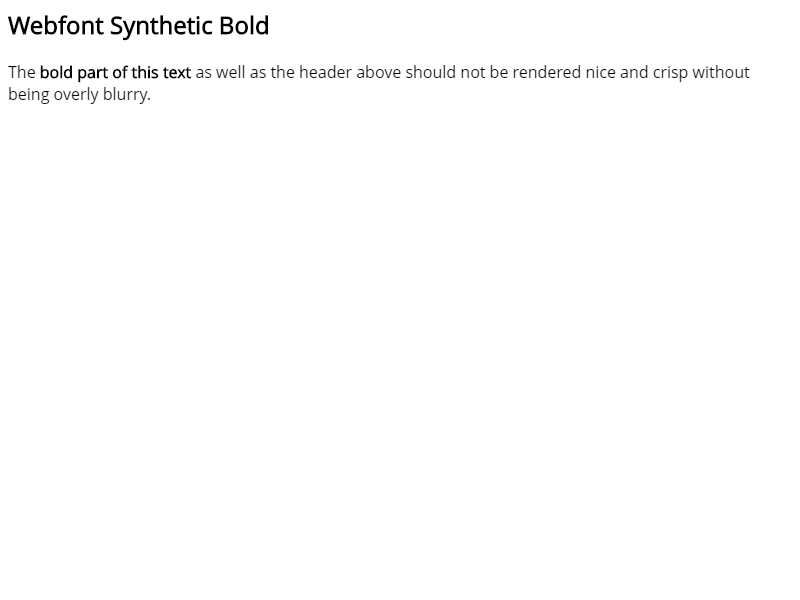 Webfont Synthetic Bold
The bold part of this text as well as the header above should not be rendered nice and crisp without
being overly blurry.